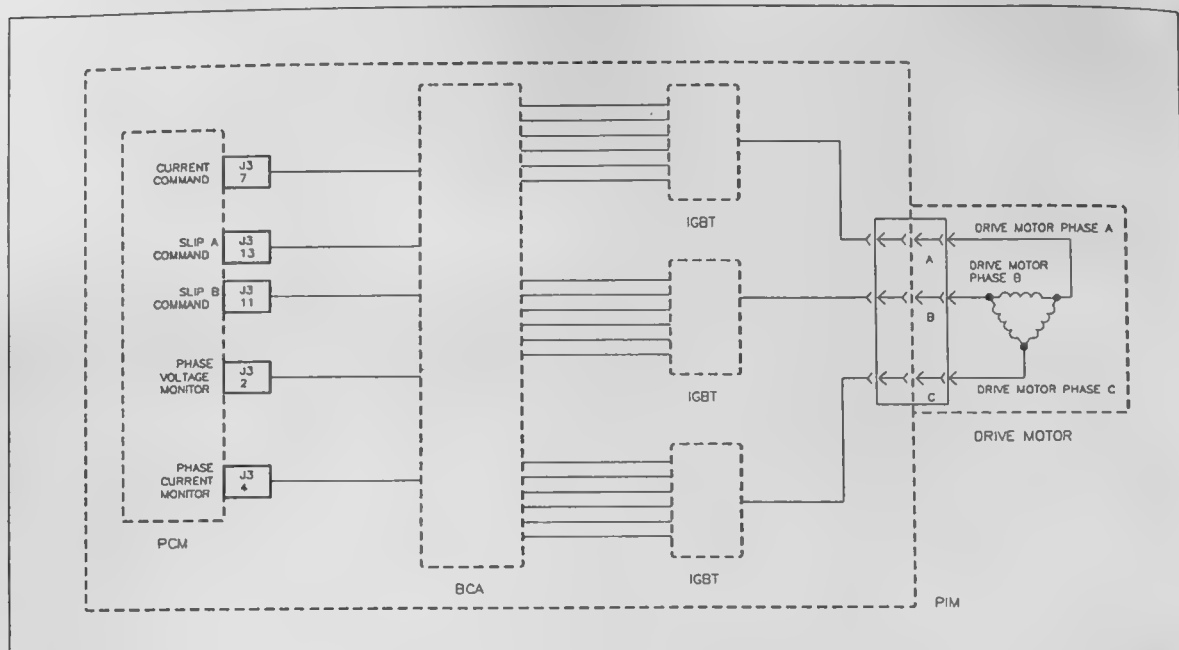 CURRENT
COMMAND
J3
7
SLIP A
COMMAND
J3
13
SLIP B
COMMAND
J3
11
PHASE
VOLTAGE
MONITOR
J3
2
PHASE
CURRENT
MONITOR
J3
4
PCM
BCA
IGBT
IGBT
IGBT
PIM
A
B
C
DRIVE MOTOR PHASE A
DRIVE MOTOR
PHASE B
DRIVE MOTOR PHASE C
DRIVE MOTOR